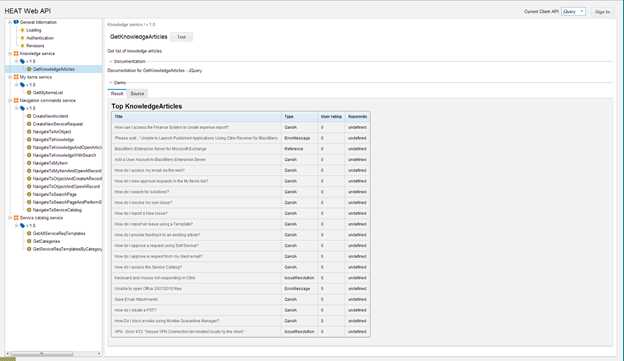 HEAT Web API
Current Client API: jQuery Sign In
General Information
Loading
Authentication
Revisions
Knowledge service
v 1.0
GetKnowledgeArticles
My items service
v 1.0
GetMyItemsList
Navigation commands service
v 1.0
CreateNewIncident
CreateNewServiceRequest
NavigateToAnObject
NavigateToKnowledge
NavigateToKnowledgeAndOpenArticle
NavigateToKnowledgeWithSearch
NavigateToMyItem
NavigateToMyItemAndOpenARecord
NavigateToObjectAndCreateARecord
NavigateToObjectAndOpenARecord
NavigateToSearchPage
NavigateToSearchPageAndPerformS
NavigateToServiceCatalog
Service catalog service
v 1.0
GetAllServiceReqTemplates
GetCategories
GetServiceReqTemplatesByCategory
Knowledge service / v 1.0
GetKnowledgeArticles Test
Get list of knowledge articles
Documentation
Documentation for GetKnowledgeArticles - JQuery
Demo
Result Source
Top KnowledgeArticles
Title Type User rating Keywords
How can I access the Finance System to create expense report? QandA 0 undefined
"Please wait..." Unable to Launch Published Applications Using Citrix Receiver for BlackBerry ErrorMessage 0 undefined
BlackBerry Enterprise Server for Microsoft Exchange Reference 0 undefined
Add a User Account to BlackBerry Enterprise Server QandA 0 undefined
How do I access my email via the web? QandA 0 undefined
How do I view approval requests in the My Items tab? QandA 0 undefined
How do I search for solutions? QandA 0 undefined
How do I resolve my own issue? QandA 0 undefined
How do I report a New Issue? QandA 0 undefined
How do I report an issue using a Template? QandA 0 undefined
How do I provide feedback to an existing article? QandA 0 undefined
How do I approve a request using Self Service? QandA 0 undefined
How do I approve a request from my client email? QandA 0 undefined
How do I access the Service Catalog? QandA 0 undefined
Keyboard and mouse not responding in Citrix IssueResolution 0 undefined
Unable to open Office 2007/2010 files ErrorMessage 0 undefined
Save Email Attachments QandA 0 undefined
How do I create a PST? QandA 0 undefined
How Do I block emails using McAfee Quarantine Manager? QandA 0 undefined
VPN - Error #10: "Secure VPN Connection terminated locally by the client" IssueResolution 0 undefined